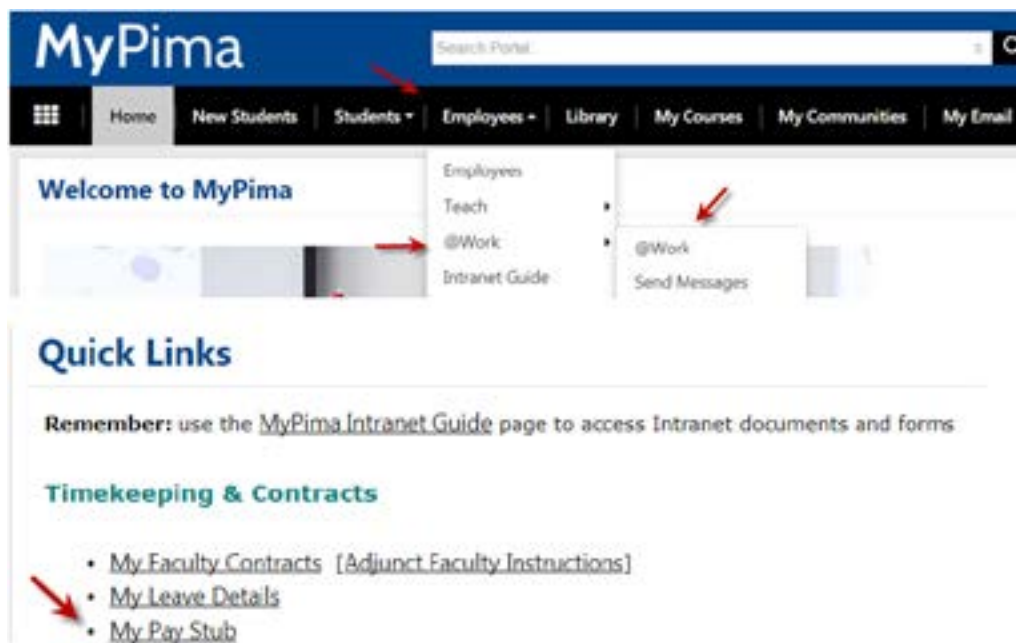 MyPima
Search Portal...
Home New Students Students Employees Library My Courses My Communities My Email
Employees
Welcome to MyPima
Teach
@Work
@Work
Intranet Guide
Send Messages
Quick Links
Remember: use the MyPima Intranet Guide page to access Intranet documents and forms
Timekeeping & Contracts
• My Faculty Contracts [Adjunct Faculty Instructions]
• My Leave Details
• My Pay Stub